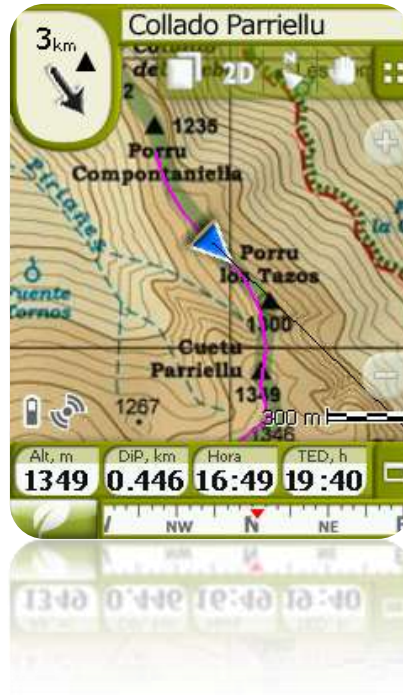 Collado Parriellu
3km
2D
N
1235
Porru
Compontaniella
Porru
los Tazos
1300
Cuetu
Parriellu
1349
1267
300 m
1346
Alt, m
DiP, km
Hora
TED, h
1349
0.446
16:49
19:40
NW
N
NE